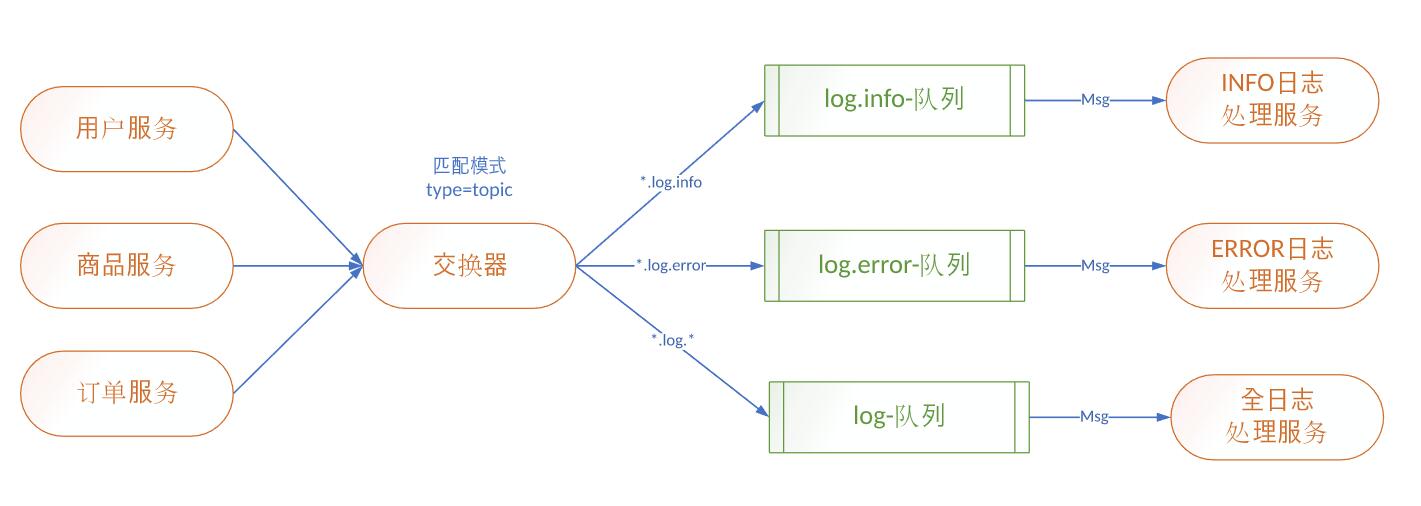 用户服务
商品服务
订单服务
匹配模式
type=topic
交换器
*.log.info
*.log.error
*.log.*
log.info-队列
log.error-队列
log-队列
Msg
Msg
Msg
INFO日志
处理服务
ERROR日志
处理服务
全日志
处理服务